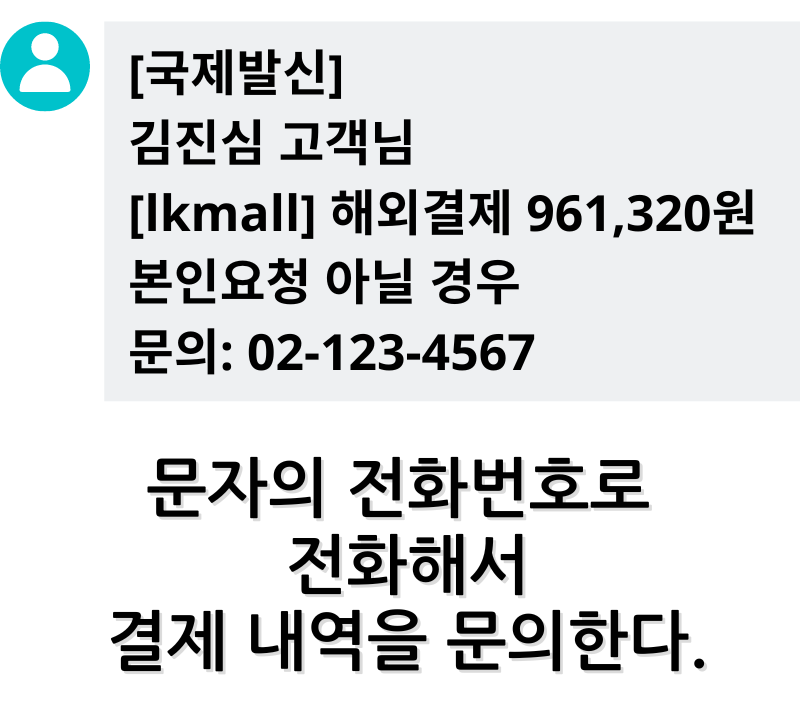 [국제발신]
김진심 고객님
[lkmall] 해외결제 961,320원
본인요청 아닐 경우
문의: 02-123-4567
문자의 전화번호로
전화해서
결제 내역을 문의한다.